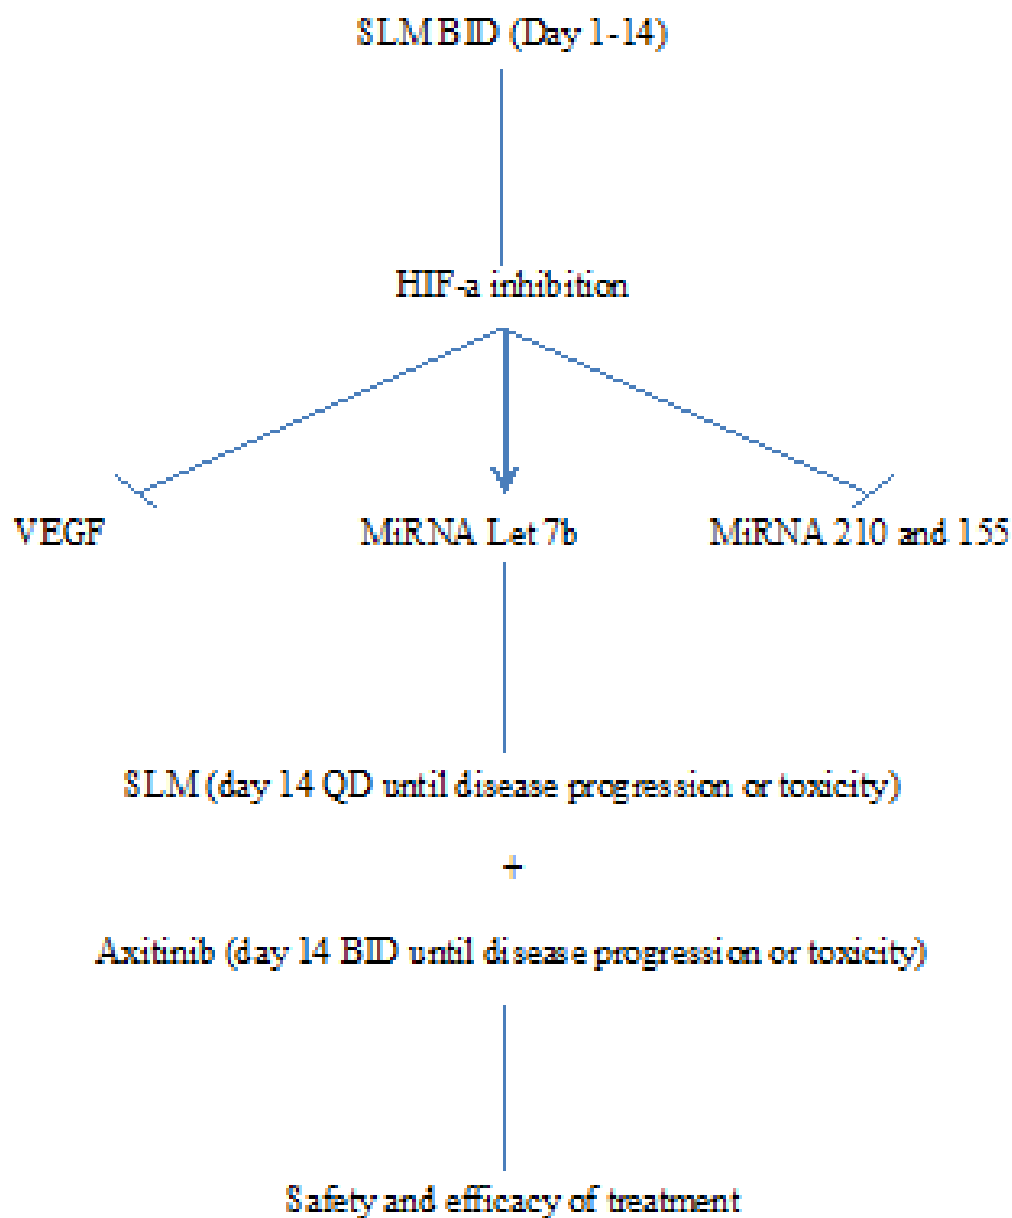 SLM BID (Day 1-14)
HIF-a inhibition
VEGF
MiRNA Let 7b
MiRNA 210 and 155
SLM (day 14 QD until disease progression or toxicity)
+
Axitinib (day 14 BID until disease progression or toxicity)
Safety and efficacy of treatment